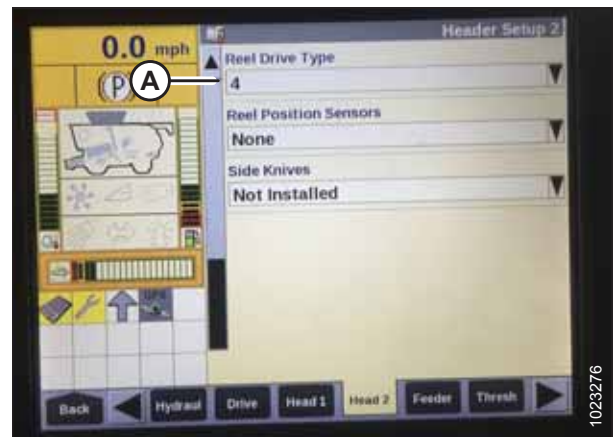 Header Setup 2
0.0 mph
(P)
A
Reel Drive Type
4
Reel Position Sensors
None
Side Knives
Not Installed
Back
Hydraul
Drive
Head 1
Head 2
Feeder
Thresh
1023276